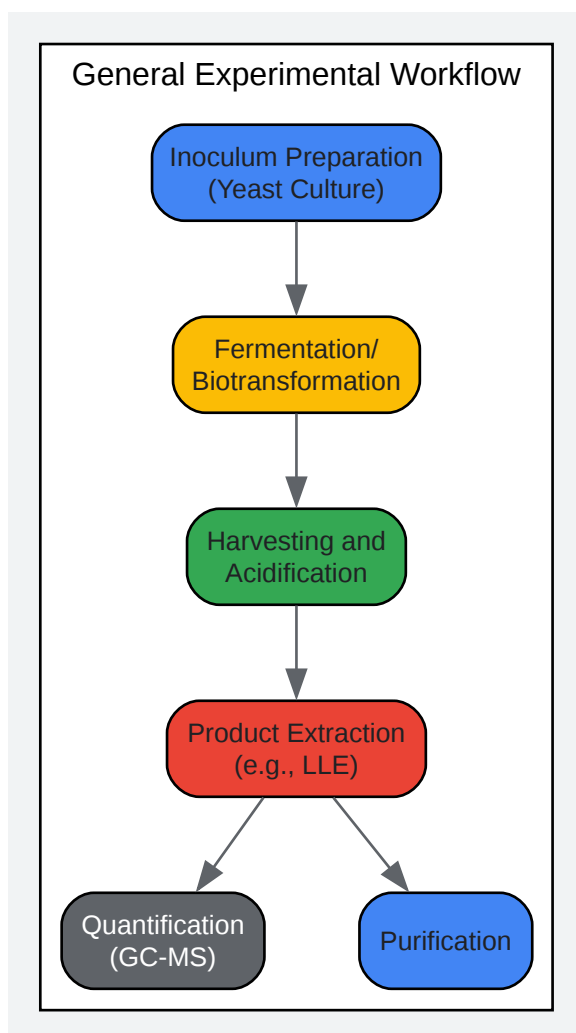 General Experimental Workflow
Inoculum Preparation
(Yeast Culture)
Fermentation/
Biotransformation
Harvesting and
Acidification
Product Extraction
(e.g., LLE)
Quantification
(GC-MS)
Purification